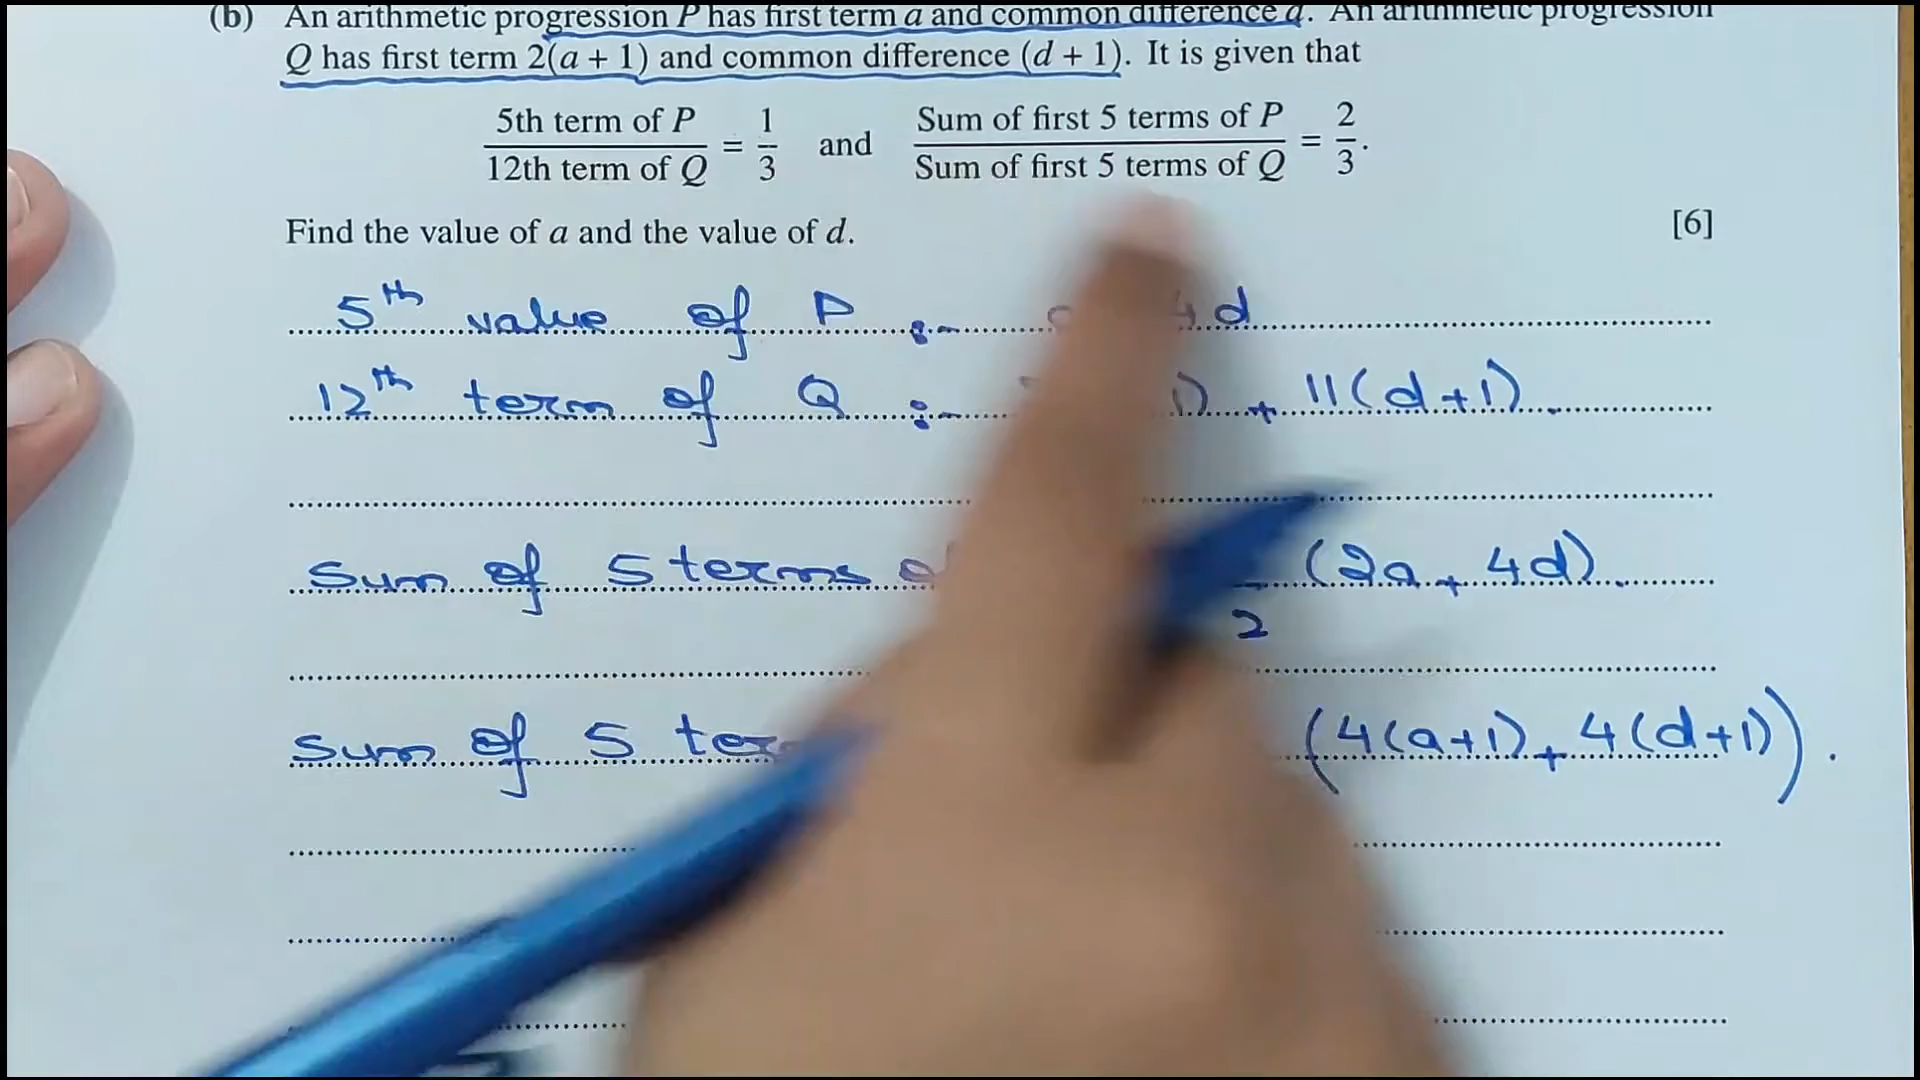 (b) An arithmetic progression P has first term a and common difference d. An arithmetic progression
Q has first term 2(a + 1) and common difference (d + 1). It is given that
5th term of P / 12th term of Q = 1/3 and Sum of first 5 terms of P / Sum of first 5 terms of Q = 2/3.
Find the value of a and the value of d. [6]
5th value of P :- 4d
12th term of Q :- 1) + 11(d+1).
Sum of 5 terms 2 (2a + 4d).
Sum of 5 (4(a+1) + 4(d+1)).